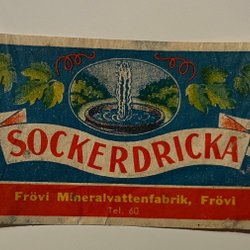 SOCKERDRICKA
Frövi Mineralvattenfabrik, Frövi
Tel. 60